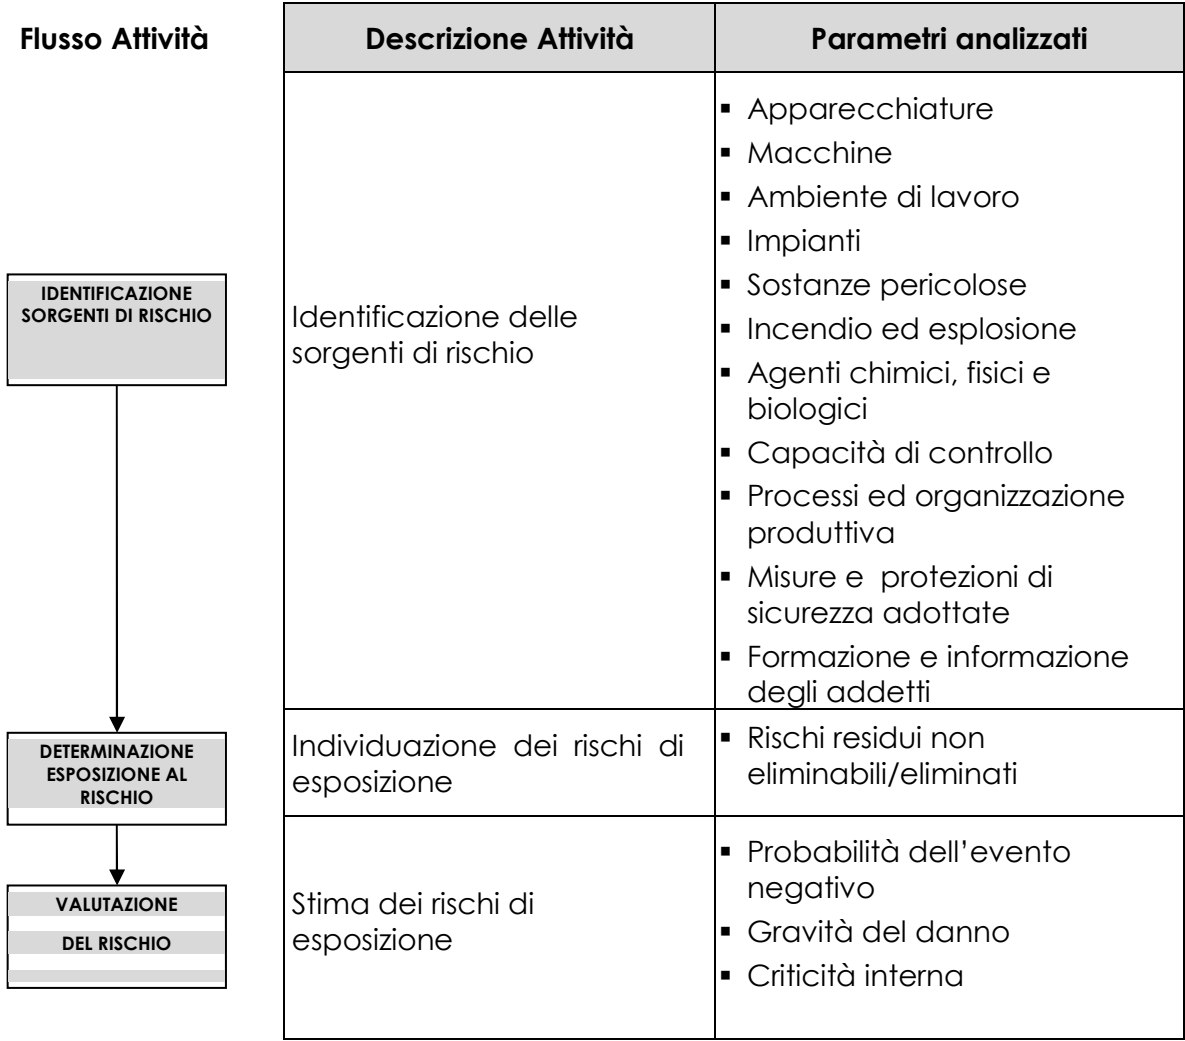 Flusso Attività
Descrizione Attività
Parametri analizzati
IDENTIFICAZIONE
SORGENTI DI RISCHIO
Identificazione delle
sorgenti di rischio
▪ Apparecchiature
▪ Macchine
▪ Ambiente di lavoro
▪ Impianti
▪ Sostanze pericolose
▪ Incendio ed esplosione
▪ Agenti chimici, fisici e
biologici
▪ Capacità di controllo
▪ Processi ed organizzazione
produttiva
▪ Misure e protezioni di
sicurezza adottate
▪ Formazione e informazione
degli addetti
DETERMINAZIONE
ESPOSIZIONE AL
RISCHIO
Individuazione dei rischi di
esposizione
▪ Rischi residui non
eliminabili/eliminati
VALUTAZIONE
DEL RISCHIO
Stima dei rischi di
esposizione
▪ Probabilità dell’evento
negativo
▪ Gravità del danno
▪ Criticità interna